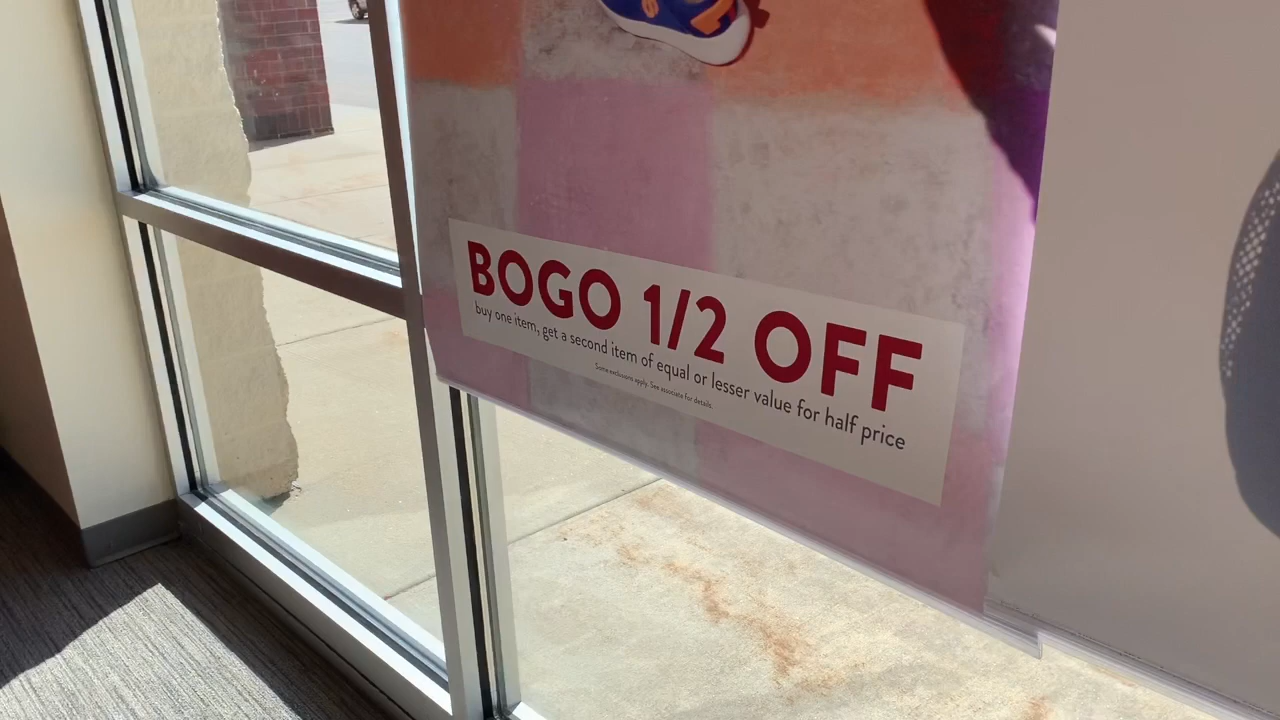 BOGO 1/2 OFF
buy one item, get a second item of equal or lesser value for half price
Some exclusions apply. See associate for details.